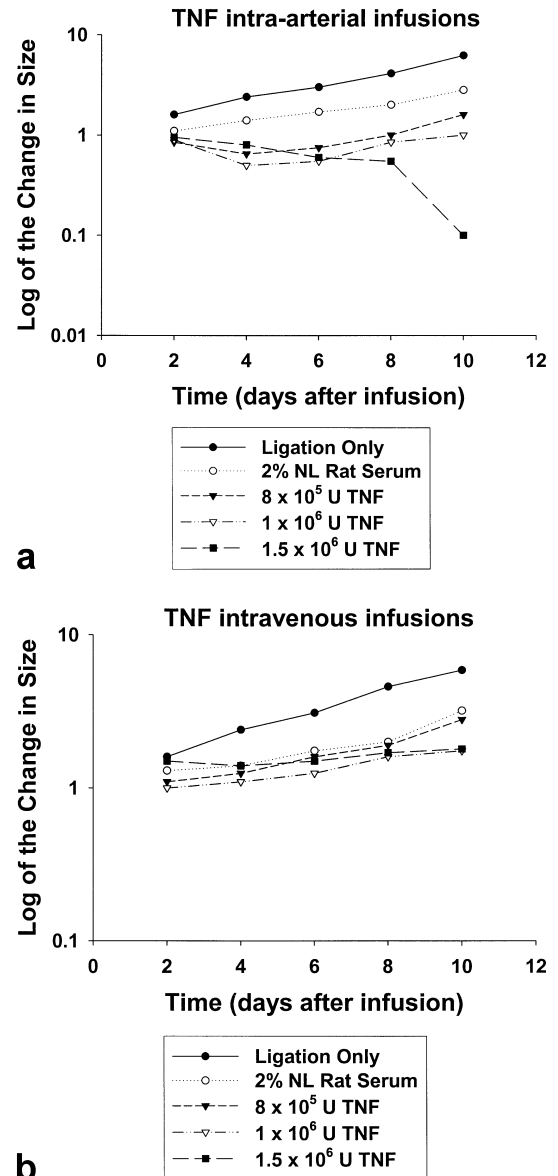 TNF intra-arterial infusions
10
1
0.1
0.01
Log of the Change in Size
0 2 4 6 8 10 12
Time (days after infusion)
Ligation Only
2% NL Rat Serum
8 x 10⁵ U TNF
1 x 10⁶ U TNF
1.5 x 10⁶ U TNF
a
TNF intravenous infusions
10
1
0.1
Log of the Change in Size
0 2 4 6 8 10 12
Time (days after infusion)
Ligation Only
2% NL Rat Serum
8 x 10⁵ U TNF
1 x 10⁶ U TNF
1.5 x 10⁶ U TNF
b